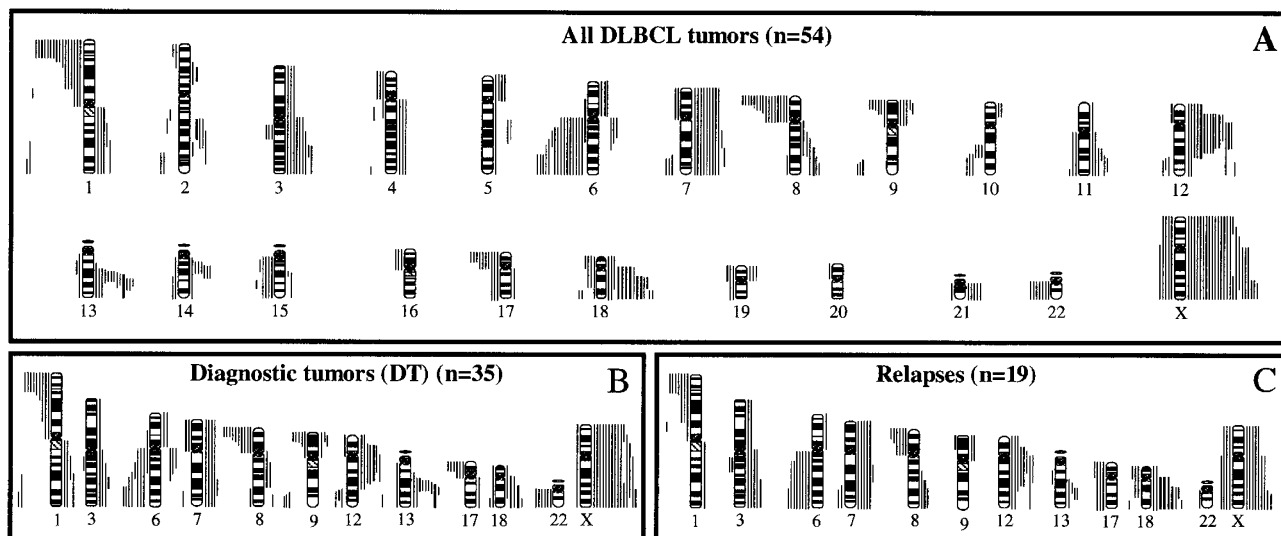 All DLBCL tumors (n=54) A
1 2 3 4 5 6 7 8 9 10 11 12
13 14 15 16 17 18 19 20 21 22 X
Diagnostic tumors (DT) (n=35) B
1 3 6 7 8 9 12 13 17 18 22 X
Relapses (n=19) C
1 3 6 7 8 9 12 13 17 18 22 X